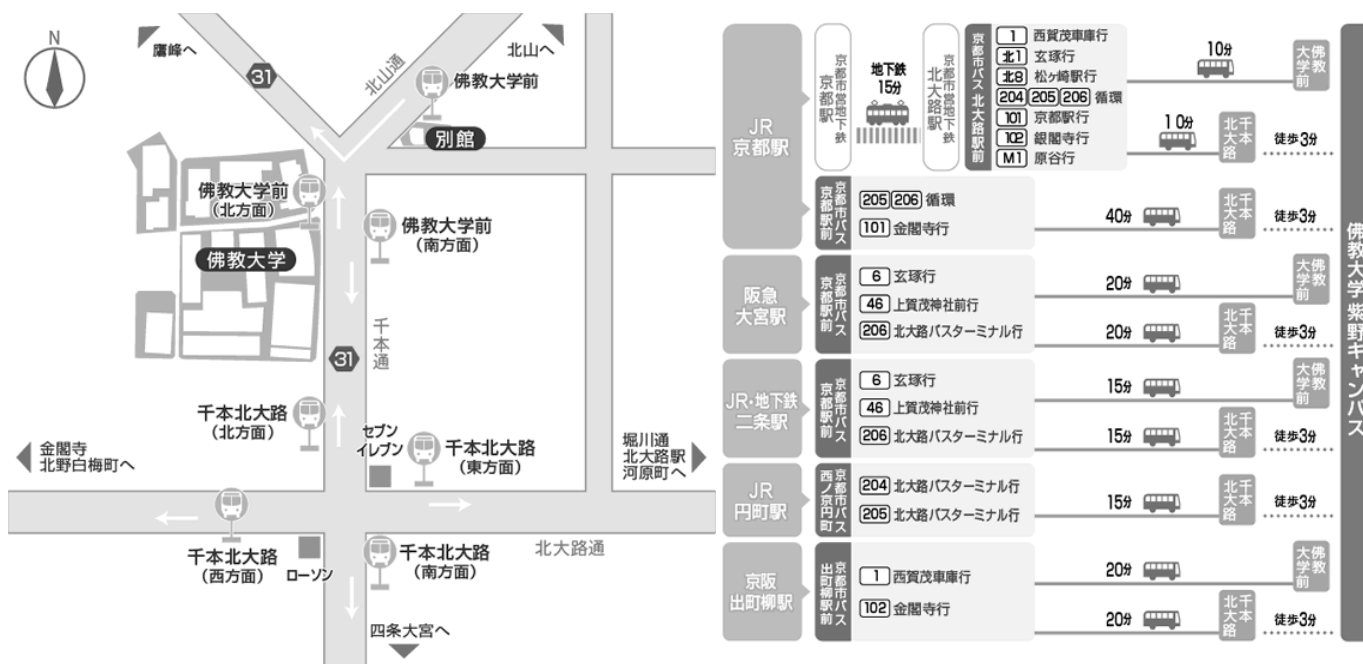 N
鷹峰へ
北山へ
31
北山通
佛教大学前
別館
佛教大学前
(北方面)
佛教大学前
(南方面)
佛教大学
千本通
31
千本北大路
(北方面)
セブン
イレブン
千本北大路
(東方面)
金閣寺
北野白梅町へ
堀川通
北大路駅
河原町へ
千本北大路
(西方面)
ローソン
千本北大路
(南方面)
北大路通
四条大宮へ
JR
京都駅
京都市営地下鉄
京都駅
地下鉄
15分
京都市営地下鉄
北大路駅
京都市バス 北大路駅前
1 西賀茂車庫行
北1 玄琢行
北8 松ヶ崎駅行
204 205 206 循環
101 京都駅行
102 銀閣寺行
M1 原谷行
10分
佛教
大学前
10分
千本
北大路
徒歩3分
京都市バス
京都駅前
205 206 循環
101 金閣寺行
40分
千本
北大路
徒歩3分
阪急
大宮駅
京都市バス
京都駅前
6 玄琢行
46 上賀茂神社前行
206 北大路バスターミナル行
20分
佛教
大学前
20分
千本
北大路
徒歩3分
JR・地下鉄
二条駅
京都市バス
京都駅前
6 玄琢行
46 上賀茂神社前行
206 北大路バスターミナル行
15分
佛教
大学前
15分
千本
北大路
徒歩3分
JR
円町駅
京都市バス
西ノ京円町
204 北大路バスターミナル行
205 北大路バスターミナル行
15分
千本
北大路
徒歩3分
京阪
出町柳駅
京都市バス
出町柳駅前
1 西賀茂車庫行
102 金閣寺行
20分
佛教
大学前
20分
千本
北大路
徒歩3分
佛教大学 紫野キャンパス